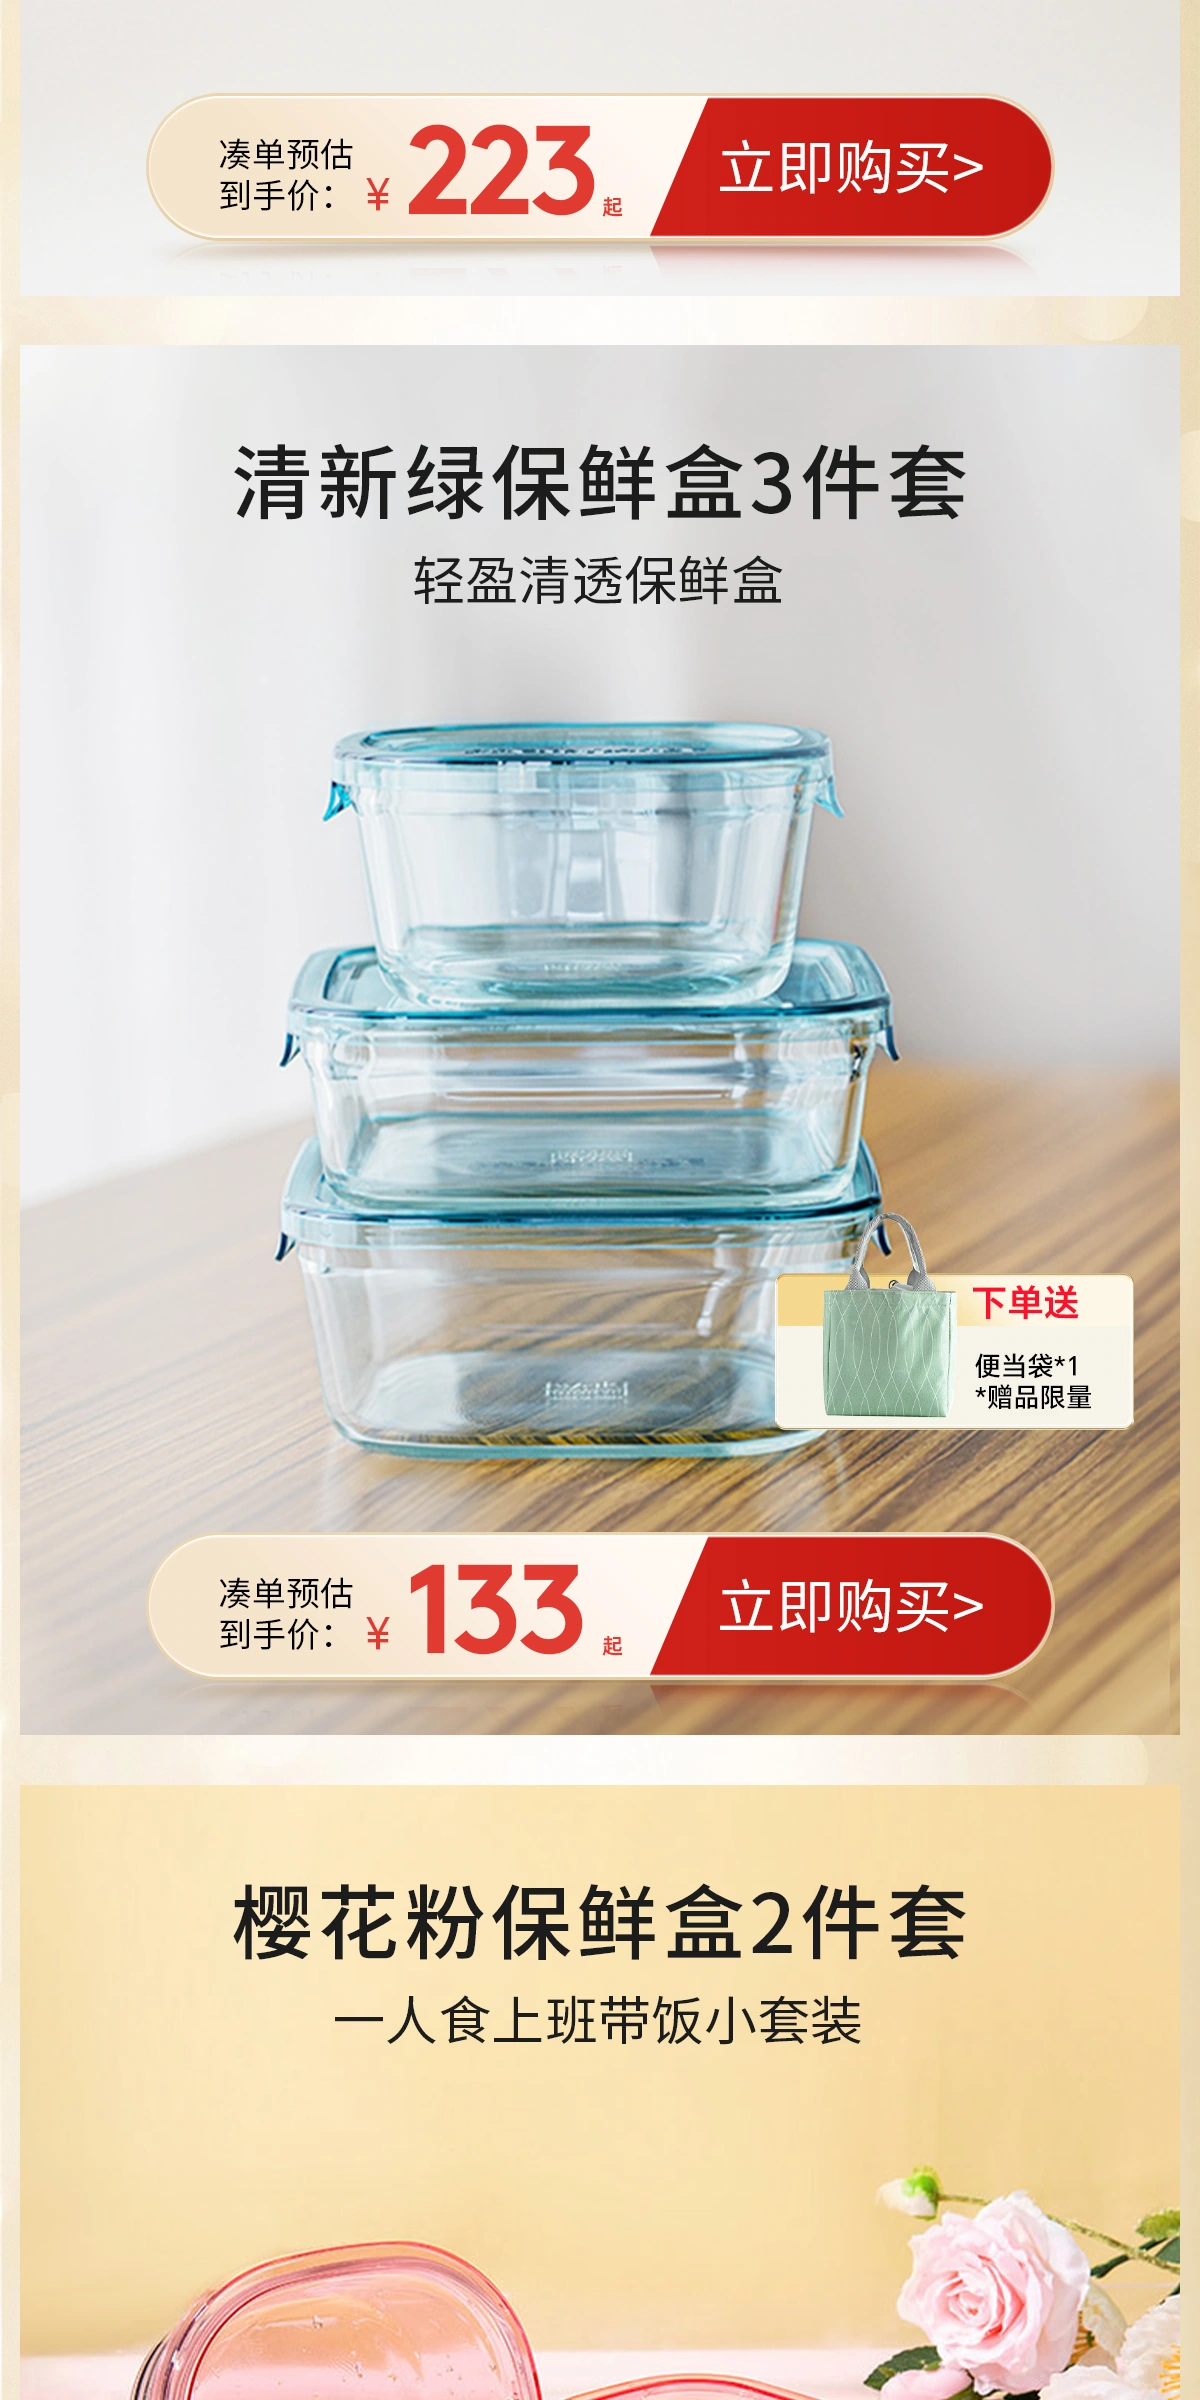 凑单预估
到手价：
¥ 223 起
立即购买>
清新绿保鲜盒3件套
轻盈清透保鲜盒
下单送
便当袋*1
*赠品限量
凑单预估
到手价：
¥ 133 起
立即购买>
樱花粉保鲜盒2件套
一人食上班带饭小套装